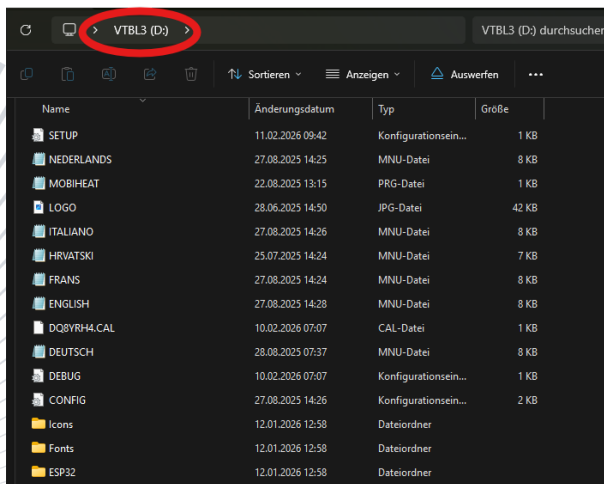 VTBL3 (D:) VTBL3 (D:) durchsuchen
Sortieren Anzeigen Auswerfen
Name Änderungsdatum Typ Größe
SETUP 11.02.2026 09:42 Konfigurationsein... 1 KB
NEDERLANDS 27.08.2025 14:25 MNU-Datei 8 KB
MOBIHEAT 22.08.2025 13:15 PRG-Datei 1 KB
LOGO 28.06.2025 14:50 JPG-Datei 42 KB
ITALIANO 27.08.2025 14:26 MNU-Datei 8 KB
HRVATSKI 25.07.2025 14:24 MNU-Datei 7 KB
FRANS 27.08.2025 14:24 MNU-Datei 8 KB
ENGLISH 27.08.2025 14:28 MNU-Datei 8 KB
DQ8YRH4.CAL 10.02.2026 07:07 CAL-Datei 1 KB
DEUTSCH 28.08.2025 07:37 MNU-Datei 8 KB
DEBUG 10.02.2026 07:07 Konfigurationsein... 1 KB
CONFIG 27.08.2025 14:26 Konfigurationsein... 2 KB
Icons 12.01.2026 12:58 Dateiordner
Fonts 12.01.2026 12:58 Dateiordner
ESP32 12.01.2026 12:58 Dateiordner